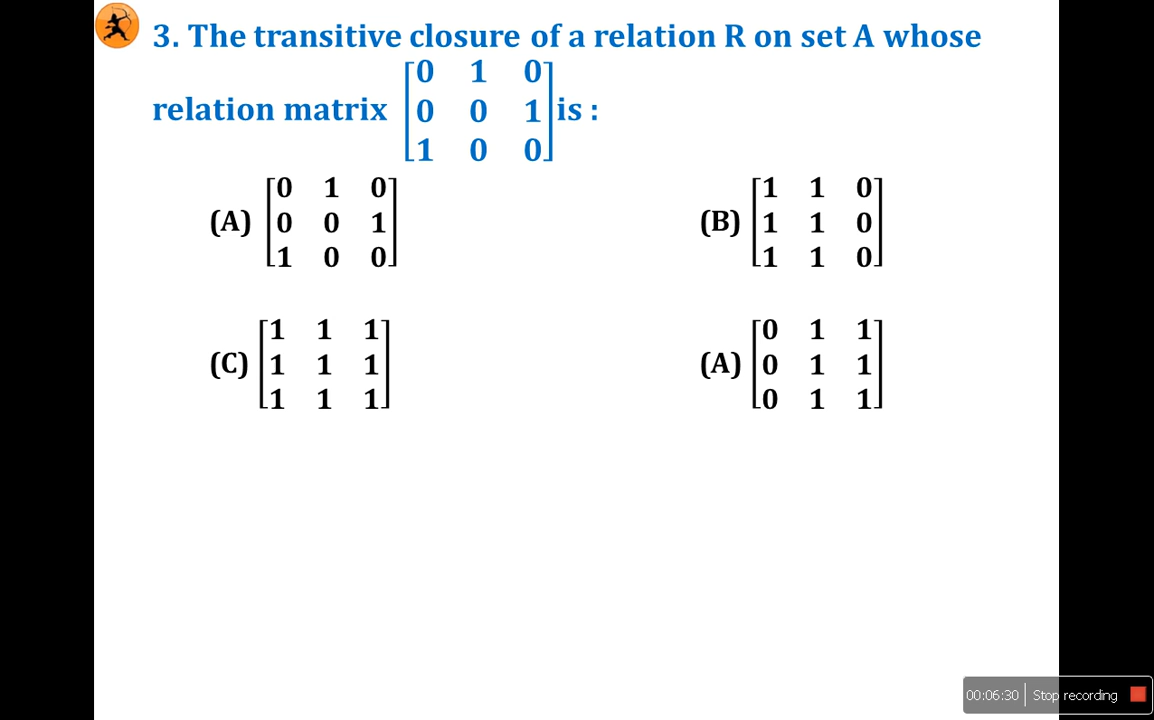 3. The transitive closure of a relation R on set A whose
0 1 0
relation matrix 0 0 1 is :
1 0 0
0 1 0
(A) 0 0 1
1 0 0
1 1 0
(B) 1 1 0
1 1 0
1 1 1
(C) 1 1 1
1 1 1
0 1 1
(A) 0 1 1
0 1 1
00:06:30 Stop recording